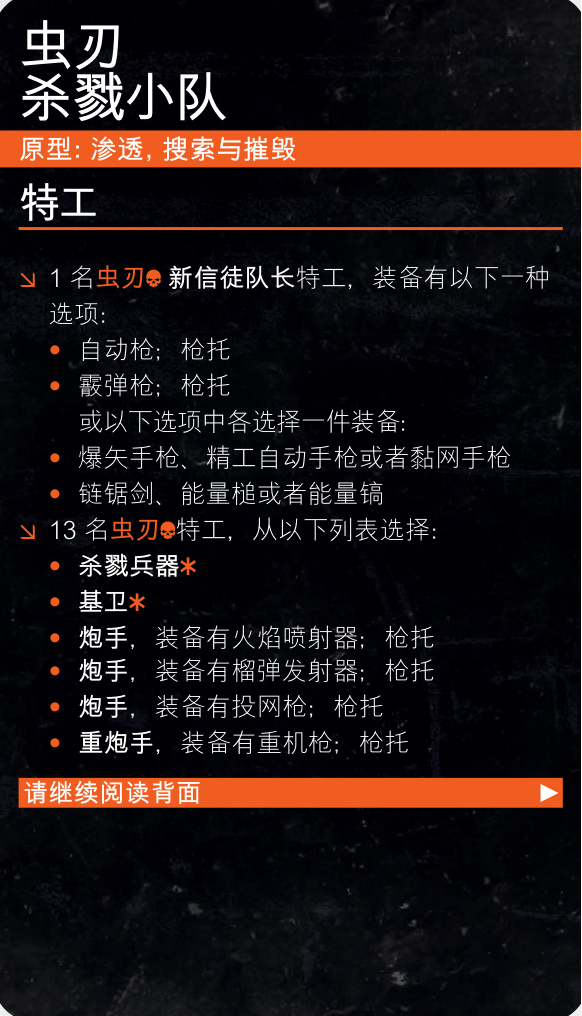 虫刃
杀戮小队
原型: 渗透, 搜索与摧毁
特工
1 名虫刃 新信徒队长特工, 装备有以下一种
选项:
• 自动枪; 枪托
• 霰弹枪; 枪托
或以下选项中各选择一件装备:
• 爆矢手枪、精工自动手枪或者黏网手枪
• 链锯剑、能量槌或者能量镐
13 名虫刃特工, 从以下列表选择:
• 杀戮兵器*
• 基卫*
• 炮手, 装备有火焰喷射器; 枪托
• 炮手, 装备有榴弹发射器; 枪托
• 炮手, 装备有投网枪; 枪托
• 重炮手, 装备有重机枪; 枪托
请继续阅读背面